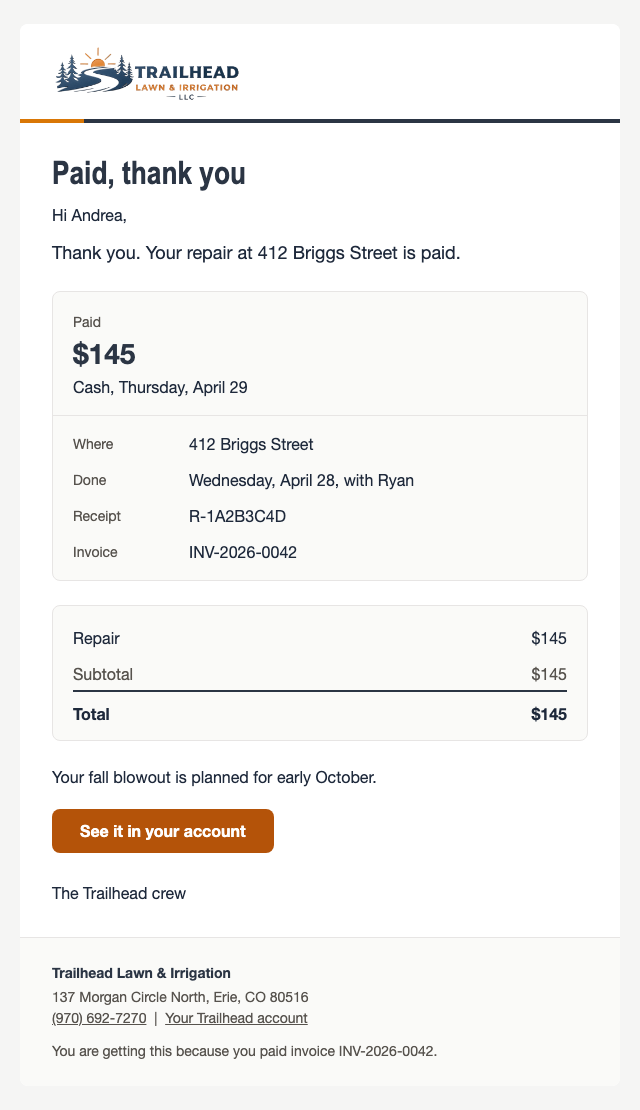 TRAILHEAD
LAWN & IRRIGATION
LLC
Paid, thank you
Hi Andrea,
Thank you. Your repair at 412 Briggs Street is paid.
Paid
$145
Cash, Thursday, April 29
Where 412 Briggs Street
Done Wednesday, April 28, with Ryan
Receipt R-1A2B3C4D
Invoice INV-2026-0042
Repair $145
Subtotal $145
Total $145
Your fall blowout is planned for early October.
See it in your account
The Trailhead crew
Trailhead Lawn & Irrigation
137 Morgan Circle North, Erie, CO 80516
(970) 692-7270 | Your Trailhead account
You are getting this because you paid invoice INV-2026-0042.